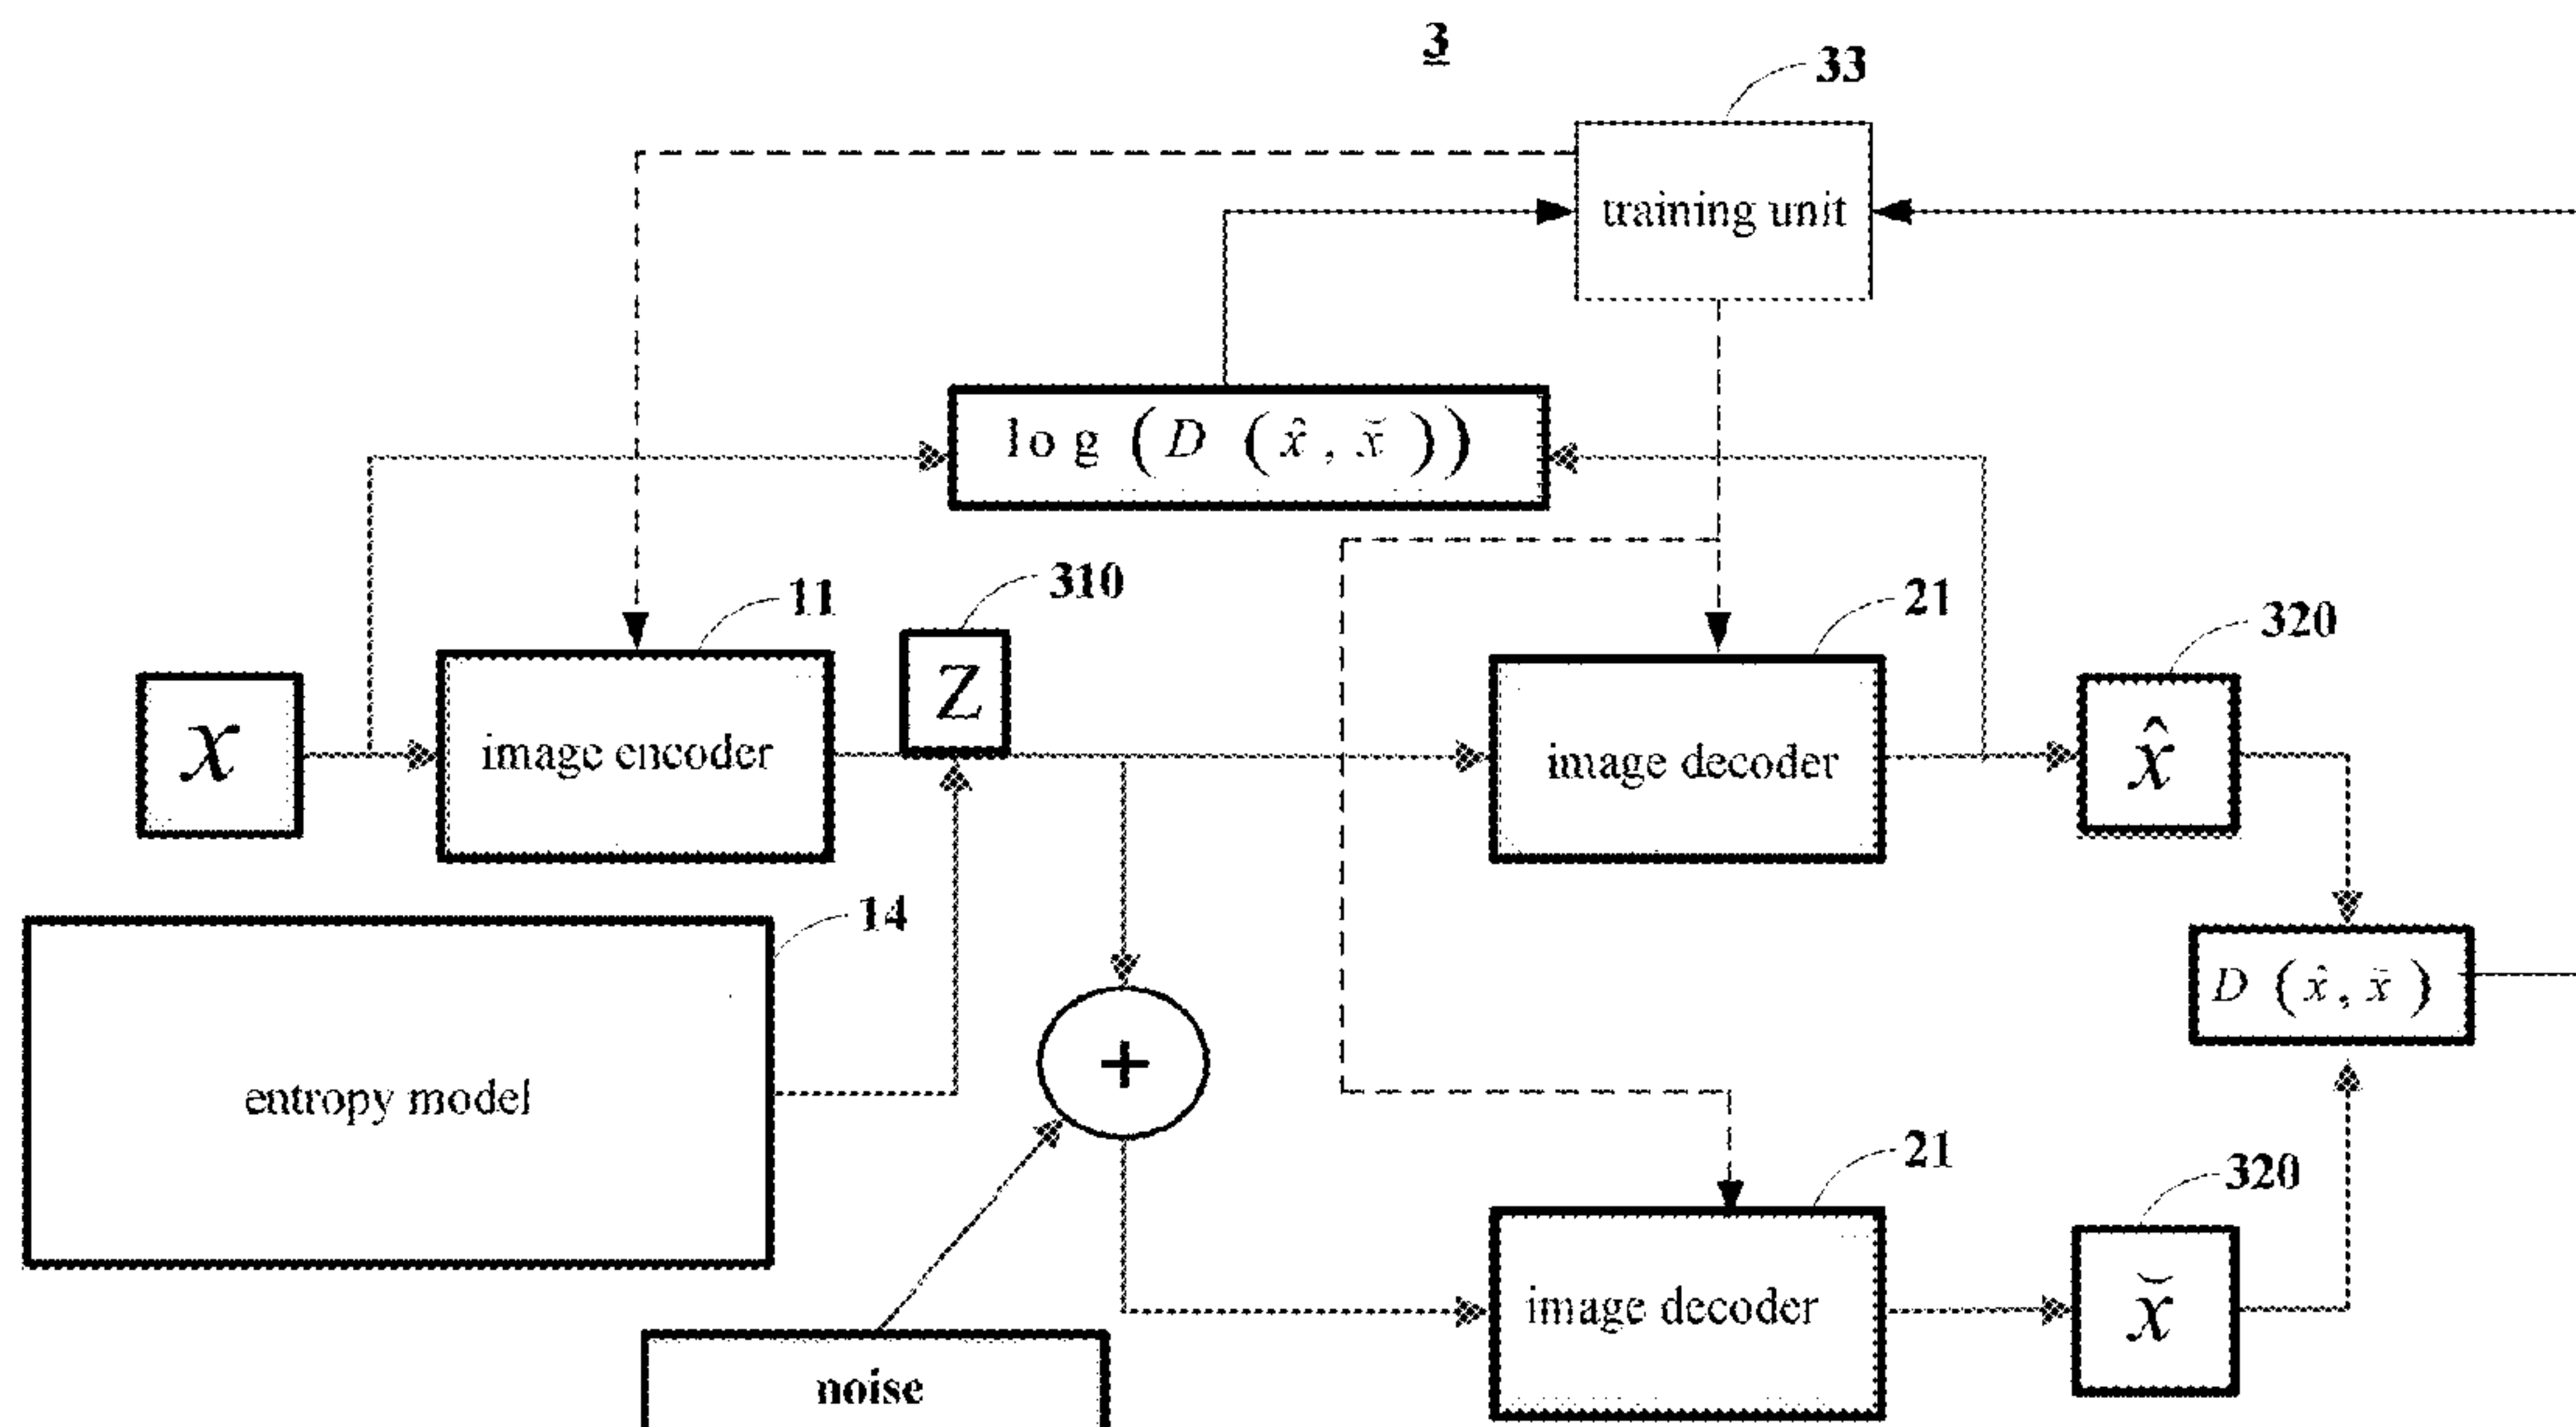 3
33
training unit
log (D (x̂, x̆))
310
11
21
320
Z
x
image encoder
image decoder
x̂
14
D (x̂, x̆)
+
entropy model
21
320
image decoder
x̆
noise